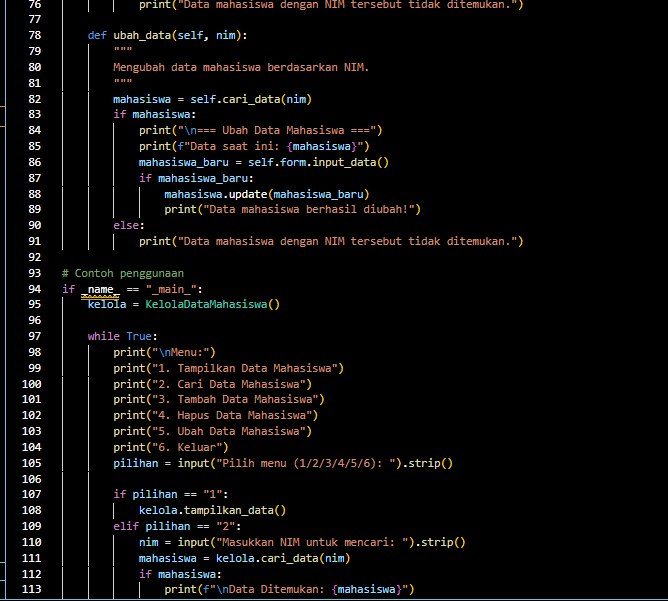 76 print("Data mahasiswa dengan NIM tersebut tidak ditemukan.")
77
78 def ubah_data(self, nim):
79 """
80 Mengubah data mahasiswa berdasarkan NIM.
81 """
82 mahasiswa = self.cari_data(nim)
83 if mahasiswa:
84 print("\n=== Ubah Data Mahasiswa ===")
85 print(f"Data saat ini: {mahasiswa}")
86 mahasiswa_baru = self.form.input_data()
87 if mahasiswa_baru:
88 mahasiswa.update(mahasiswa_baru)
89 print("Data mahasiswa berhasil diubah!")
90 else:
91 print("Data mahasiswa dengan NIM tersebut tidak ditemukan.")
92
93 # Contoh penggunaan
94 if _name_ == "_main_":
95 kelola = KelolaDataMahasiswa()
96
97 while True:
98 print("\nMenu:")
99 print("1. Tampilkan Data Mahasiswa")
100 print("2. Cari Data Mahasiswa")
101 print("3. Tambah Data Mahasiswa")
102 print("4. Hapus Data Mahasiswa")
103 print("5. Ubah Data Mahasiswa")
104 print("6. Keluar")
105 pilihan = input("Pilih menu (1/2/3/4/5/6): ").strip()
106
107 if pilihan == "1":
108 kelola.tampilkan_data()
109 elif pilihan == "2":
110 nim = input("Masukkan NIM untuk mencari: ").strip()
111 mahasiswa = kelola.cari_data(nim)
112 if mahasiswa:
113 print(f"\nData Ditemukan: {mahasiswa}")